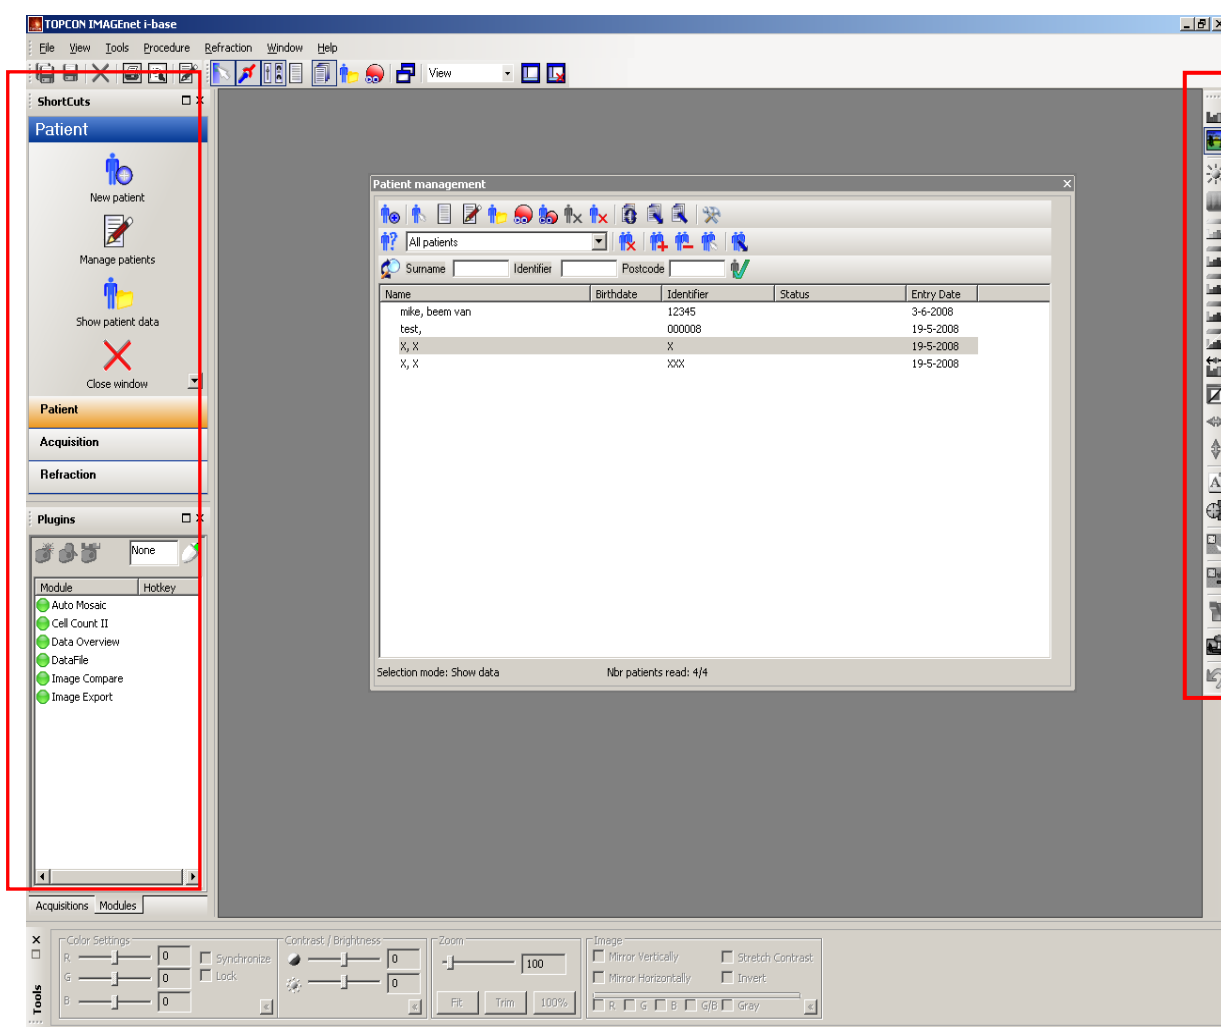 TOPCON IMAGEnet i-base
File View Tools Procedure Refraction Window Help
View
ShortCuts
Patient
New patient
Manage patients
Show patient data
Close window
Patient
Acquisition
Refraction
Plugins
None
Module Hotkey
Auto Mosaic
Cell Count II
Data Overview
DataFile
Image Compare
Image Export
Acquisitions Modules
Patient management
All patients
Surname Identifier Postcode
Name Birthdate Identifier Status Entry Date
mike, beem van 12345 3-6-2008
test, 000008 19-5-2008
X, X X 19-5-2008
X, X XXX 19-5-2008
Selection mode: Show data Nbr patients read: 4/4
Tools
Color Settings
R 0 Synchronize
G 0 Lock
B 0
Contrast / Brightness
0
0
Zoom
100
Fit Trim 100%
Image
Mirror Vertically Stretch Contrast
Mirror Horizontally Invert
R G B G/B Gray